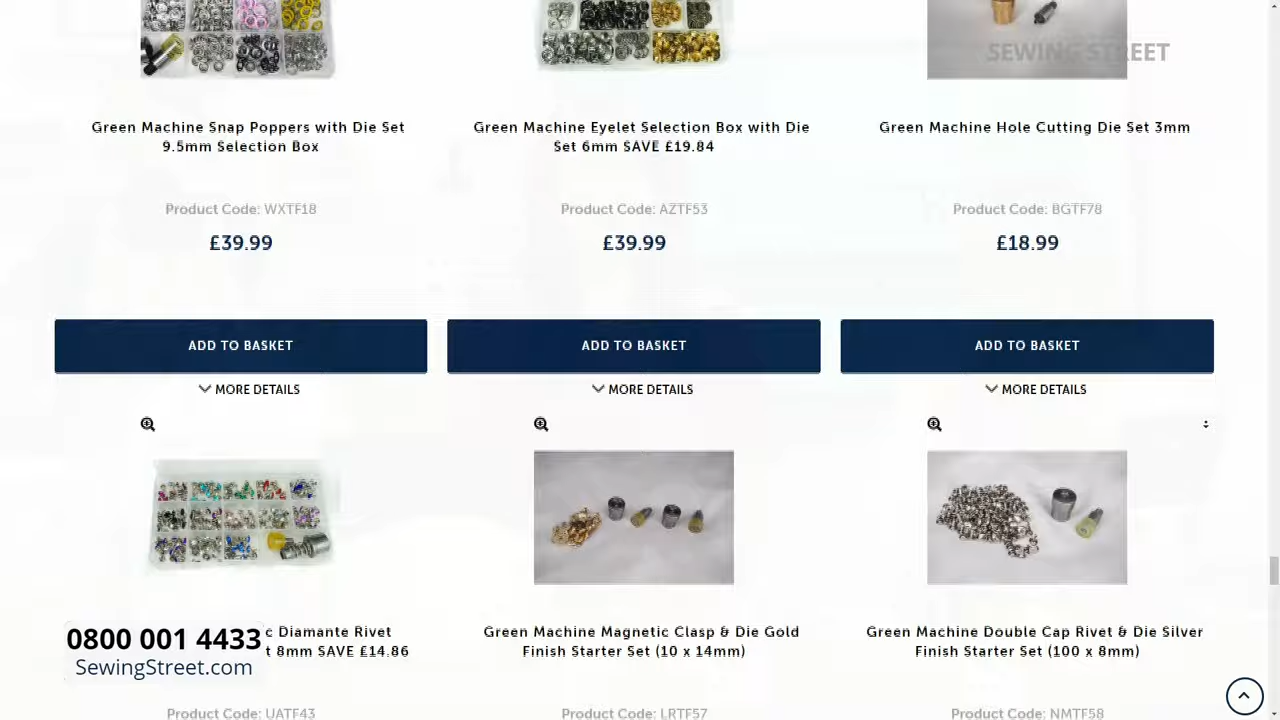 SEWING STREET
Green Machine Snap Poppers with Die Set
9.5mm Selection Box
Green Machine Eyelet Selection Box with Die
Set 6mm SAVE £19.84
Green Machine Hole Cutting Die Set 3mm
Product Code: WXTF18
Product Code: AZTF53
Product Code: BGTF78
£39.99
£39.99
£18.99
ADD TO BASKET
ADD TO BASKET
ADD TO BASKET
MORE DETAILS
MORE DETAILS
MORE DETAILS
Diamante Rivet
8mm SAVE £14.86
Green Machine Magnetic Clasp & Die Gold
Finish Starter Set (10 x 14mm)
Green Machine Double Cap Rivet & Die Silver
Finish Starter Set (100 x 8mm)
0800 001 4433
SewingStreet.com
Product Code: UATF43
Product Code: LRTF57
Product Code: NMTF58